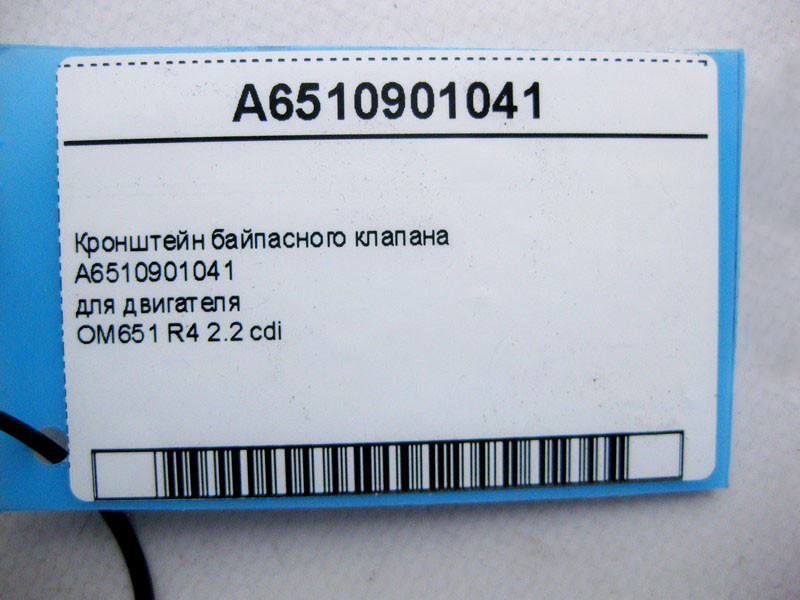 A6510901041
Кронштейн байпасного клапана
A6510901041
для двигателя
OM651 R4 2.2 cdi